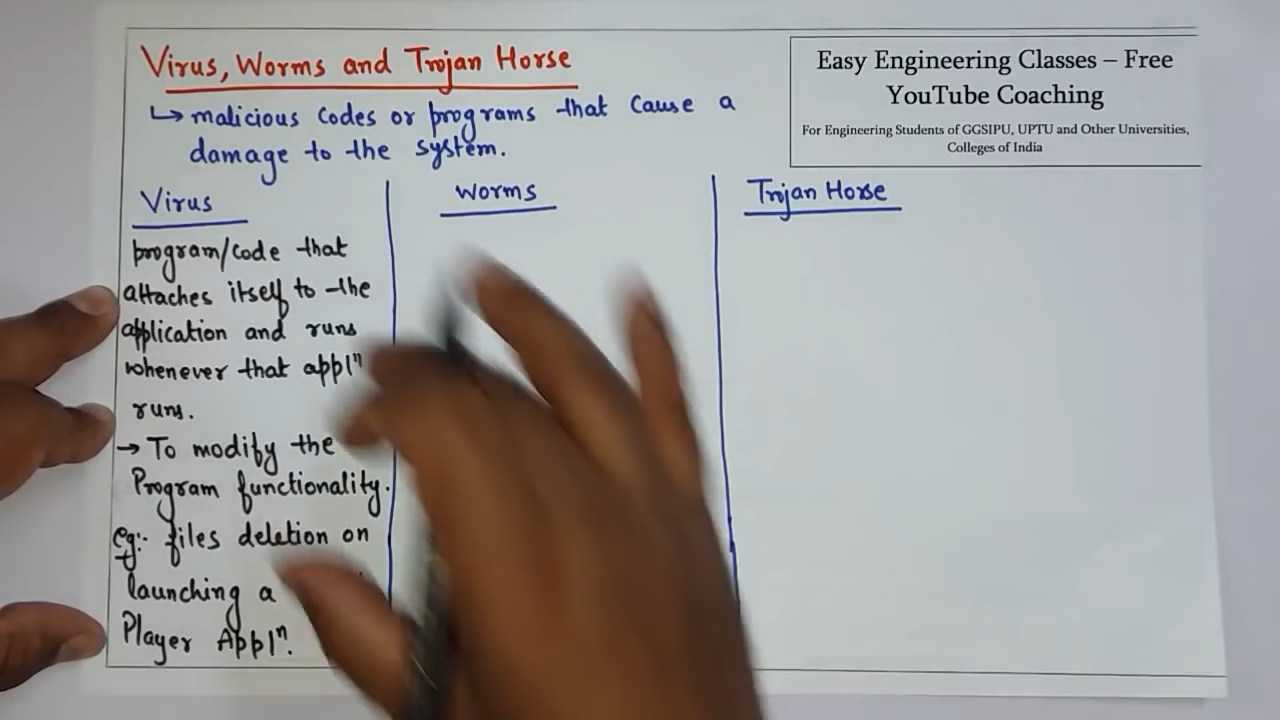 Virus, Worms and Trojan Horse
↳ malicious codes or programs that cause a
damage to the system.
Easy Engineering Classes – Free
YouTube Coaching
For Engineering Students of GGSIPU, UPTU and Other Universities,
Colleges of India
Virus
program/code that
attaches itself to the
application and runs
whenever that applⁿ
runs.
→ To modify the
Program functionality.
eg:- files deletion on
launching a
Player Applⁿ.
Worms
Trojan Horse